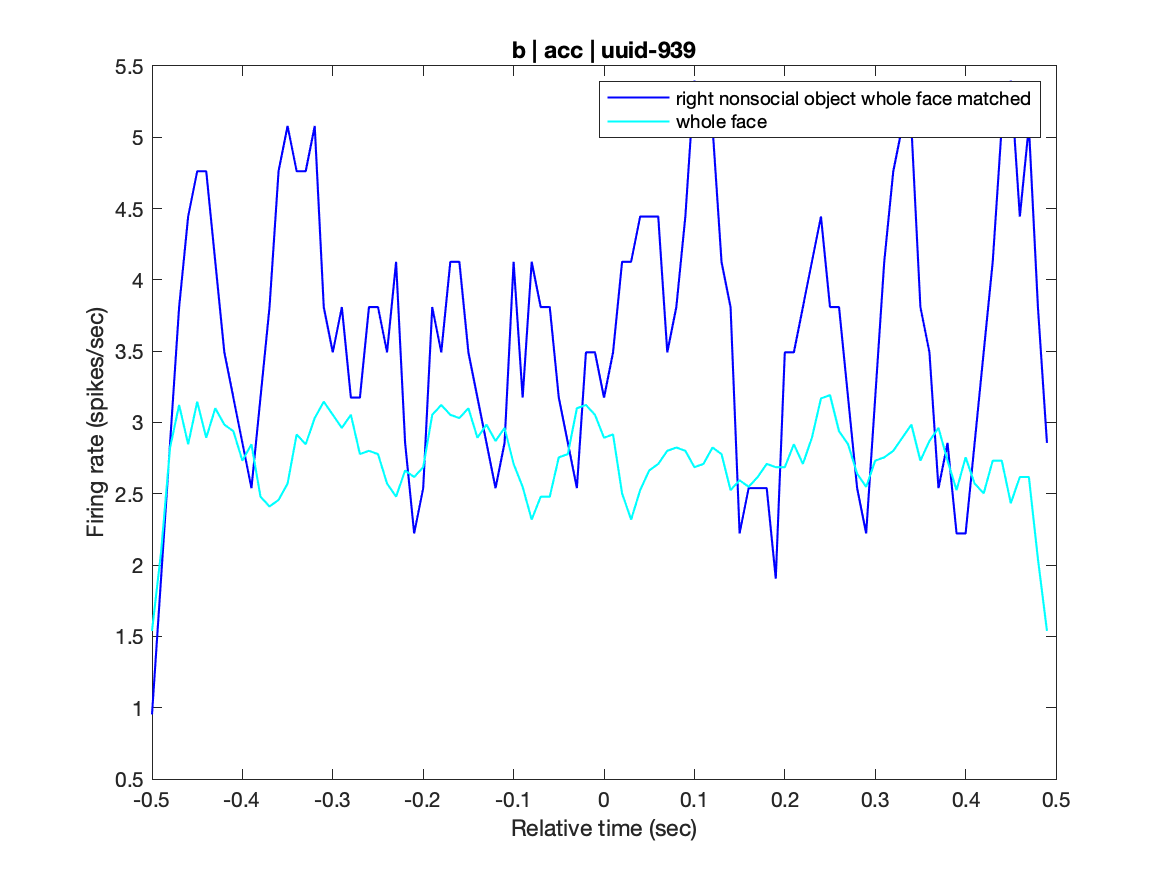 b | acc | uuid-939
right nonsocial object whole face matched
whole face
5.5
5
4.5
4
3.5
3
2.5
2
1.5
1
0.5
Firing rate (spikes/sec)
-0.5 -0.4 -0.3 -0.2 -0.1 0 0.1 0.2 0.3 0.4 0.5
Relative time (sec)